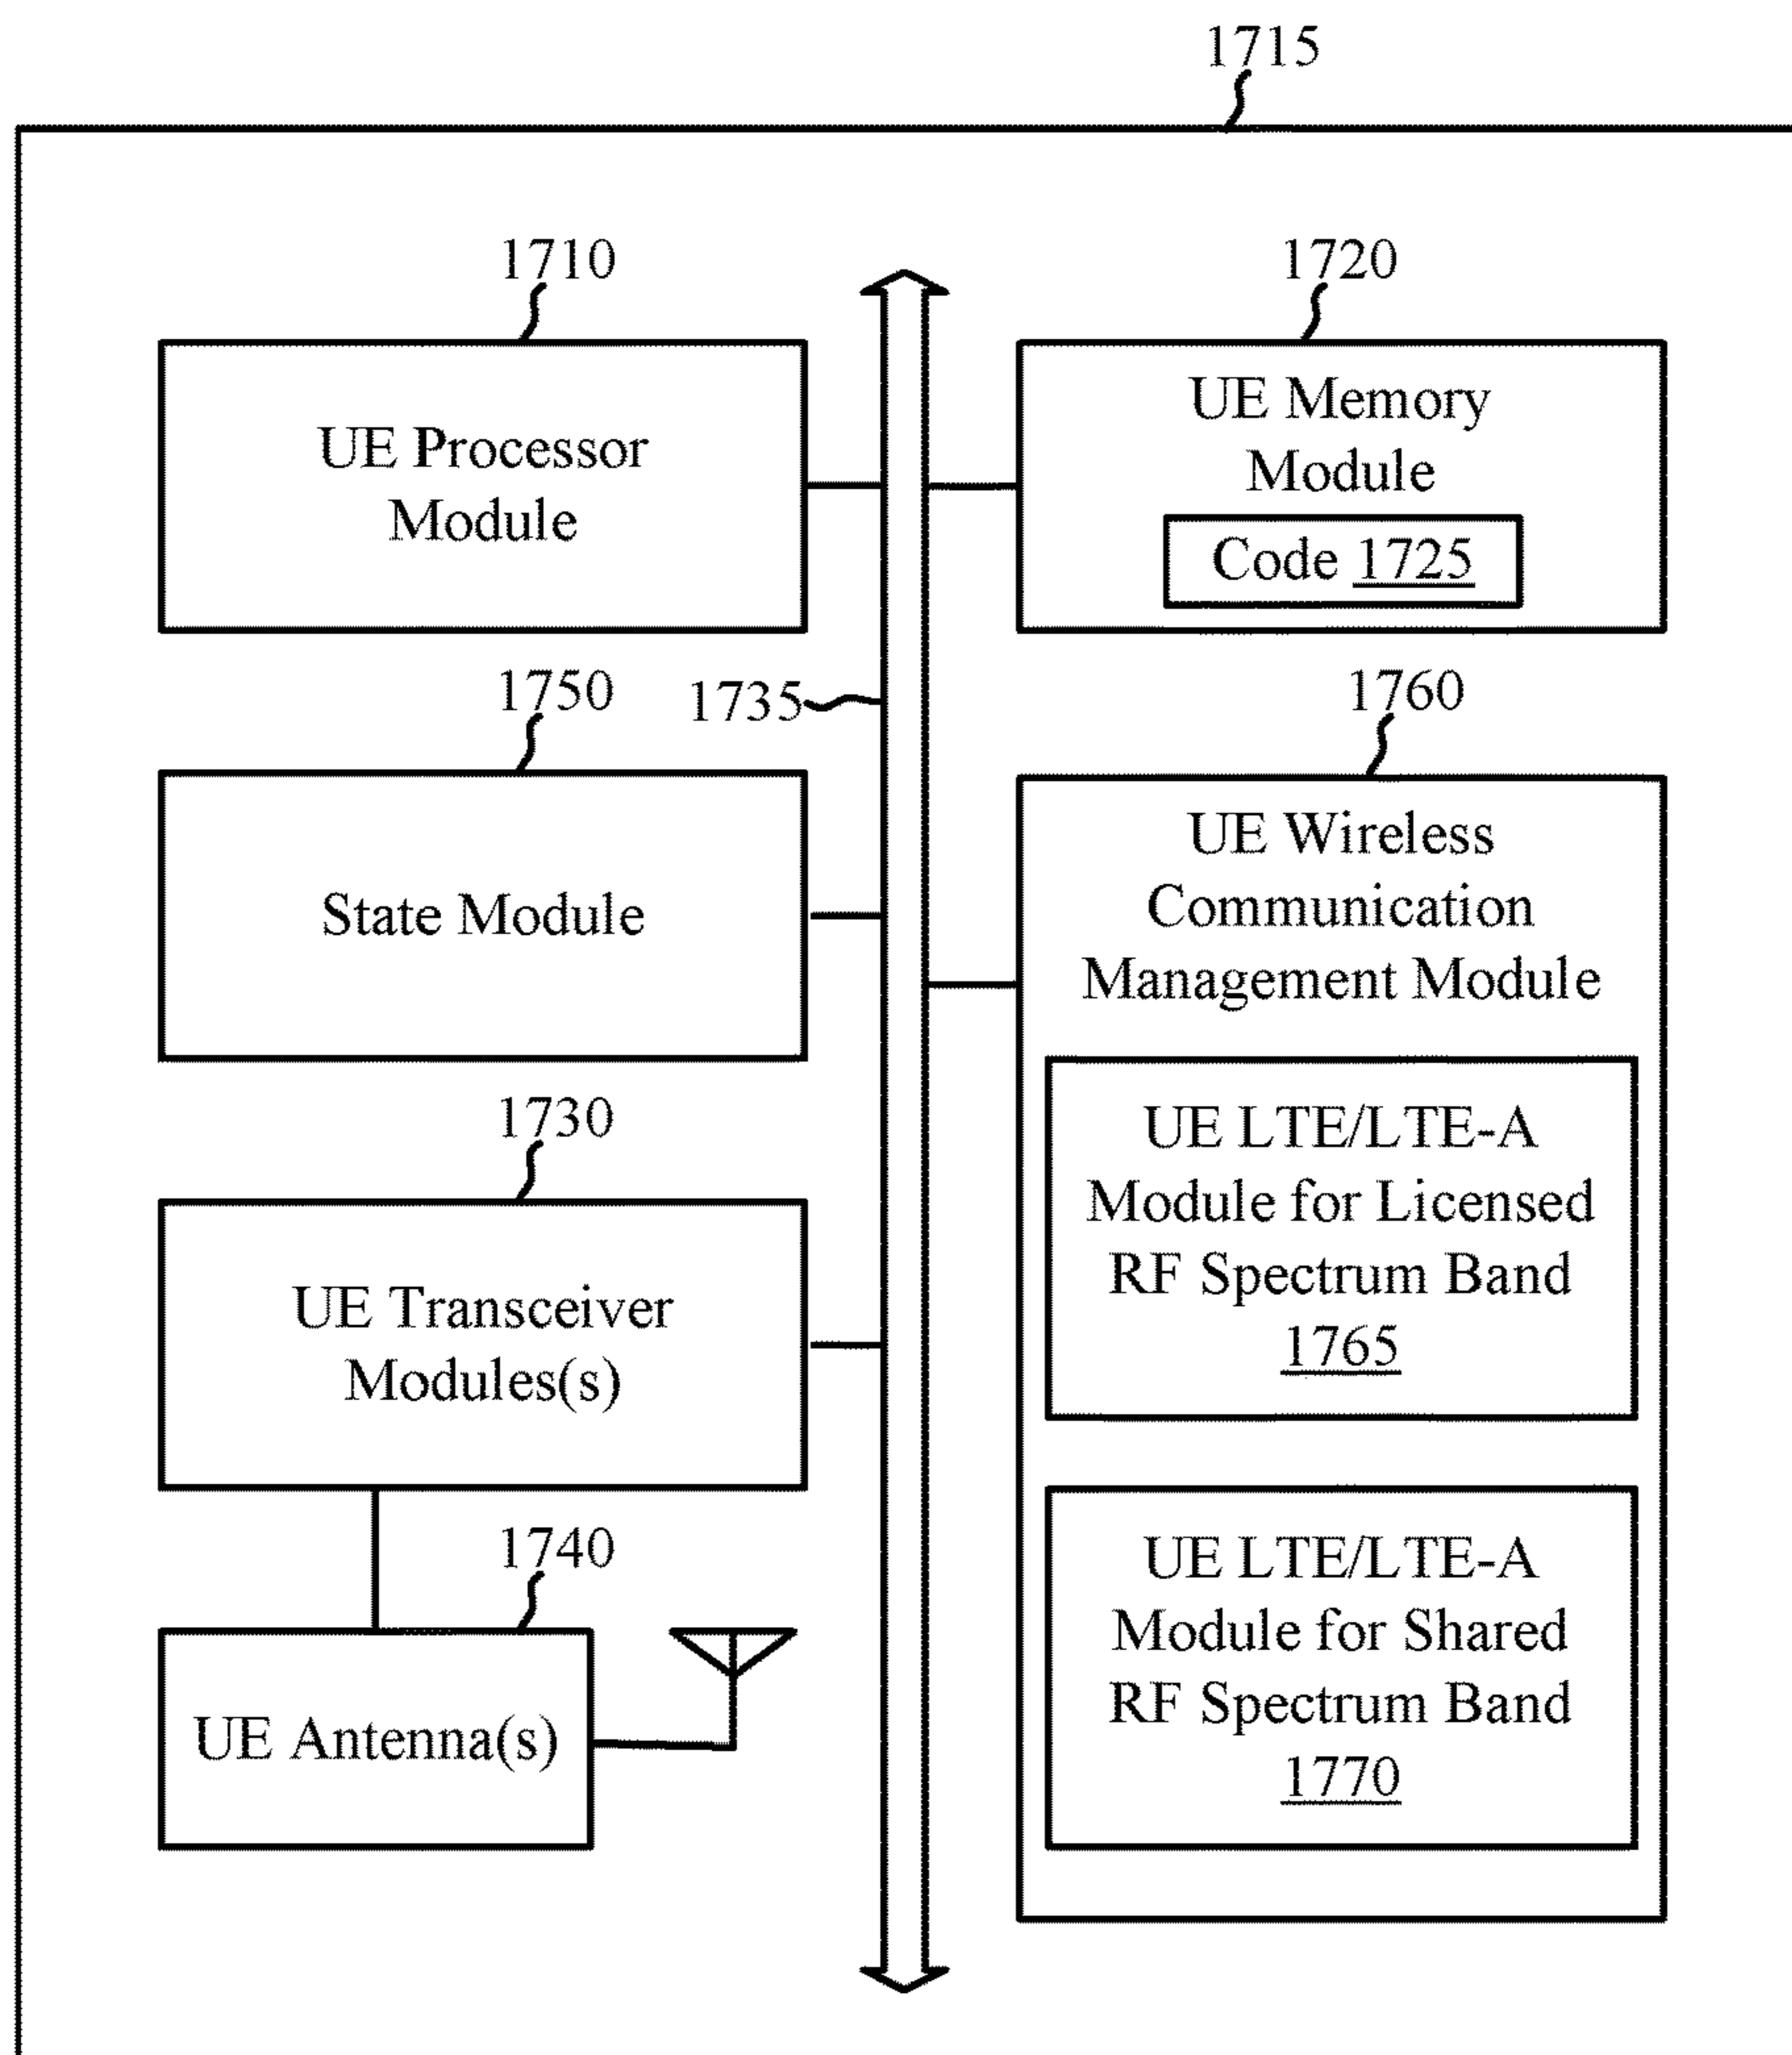 1715
1710
UE Processor
Module
1720
UE Memory
Module
Code 1725
1750
State Module
1735
1760
UE Wireless
Communication
Management Module
UE LTE/LTE-A
Module for Licensed
RF Spectrum Band
1765
UE LTE/LTE-A
Module for Shared
RF Spectrum Band
1770
1730
UE Transceiver
Modules(s)
1740
UE Antenna(s)